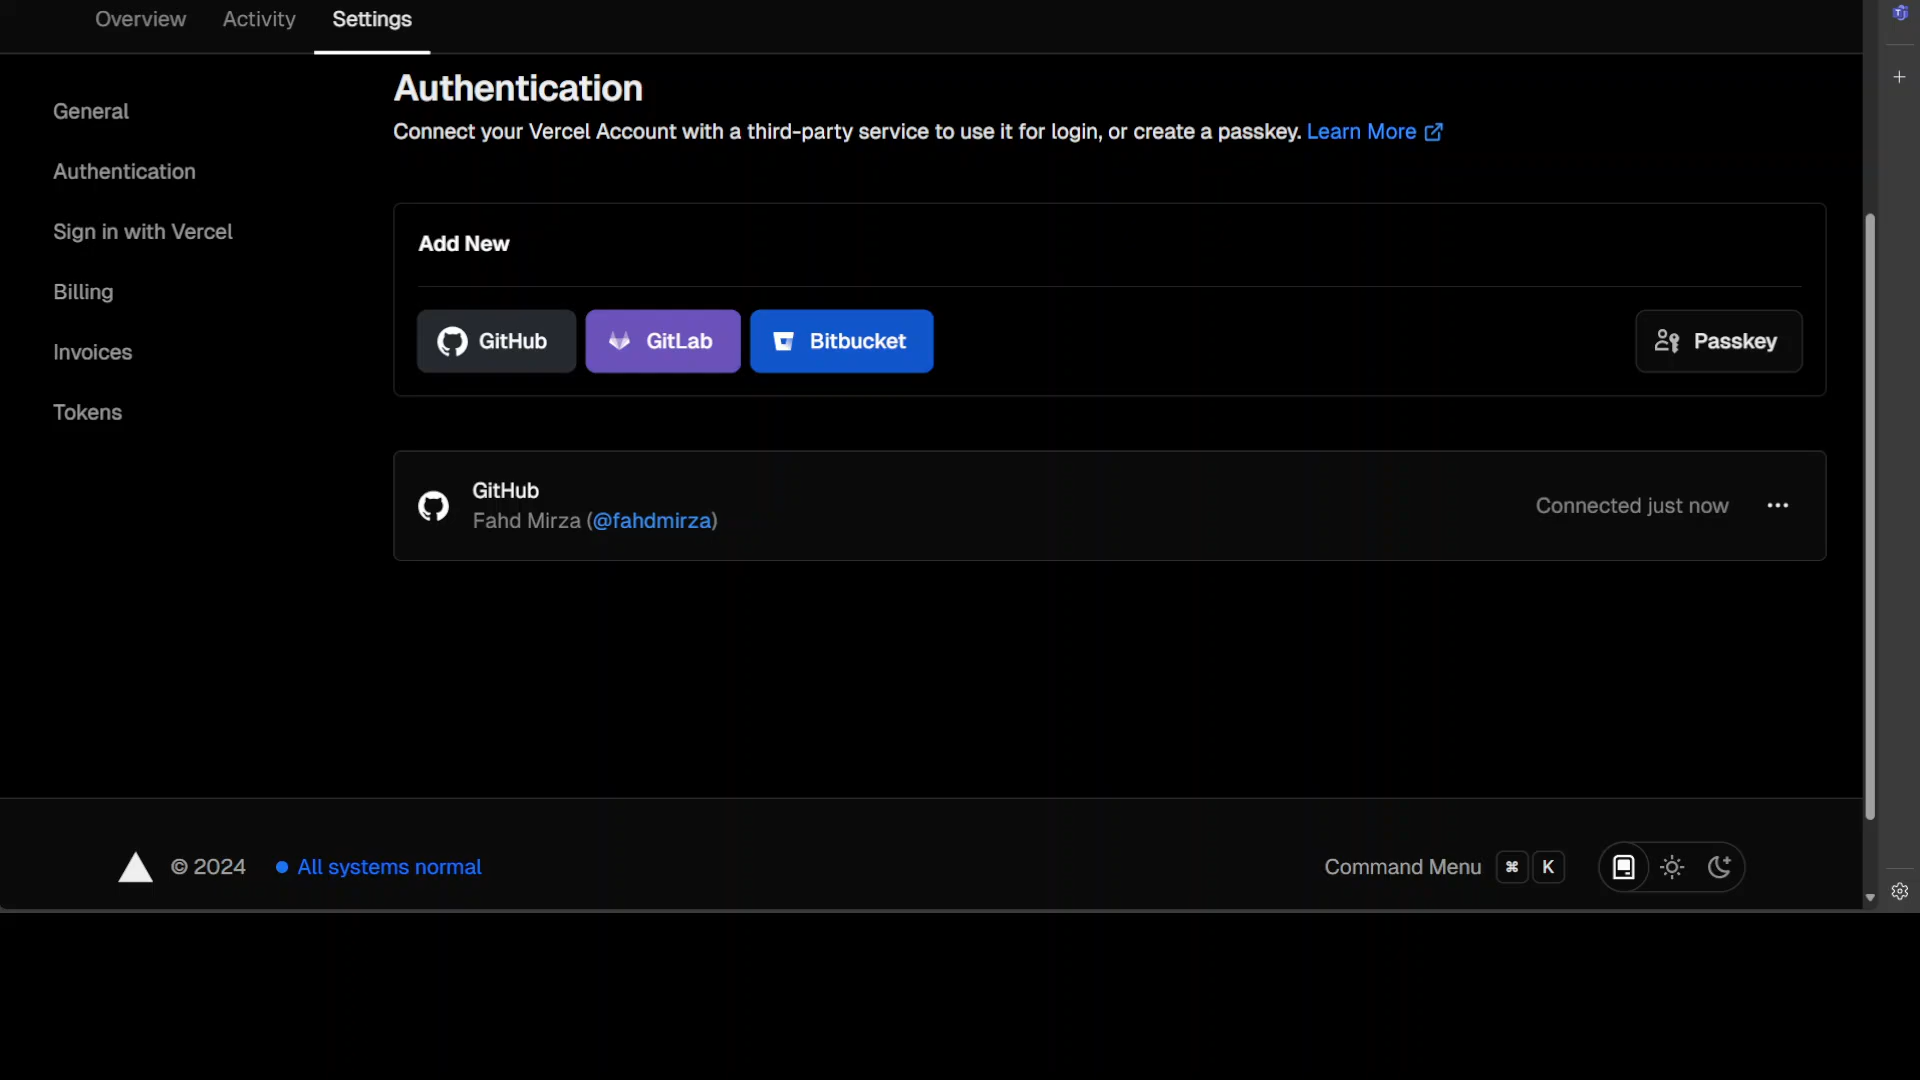 Overview Activity Settings
General
Authentication
Sign in with Vercel
Billing
Invoices
Tokens
Authentication
Connect your Vercel Account with a third-party service to use it for login, or create a passkey. Learn More
Add New
GitHub GitLab Bitbucket Passkey
GitHub
Fahd Mirza (@fahdmirza)
Connected just now
© 2024 All systems normal Command Menu ⌘ K